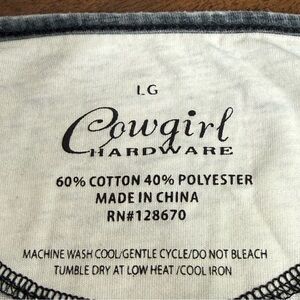 LG
Cowgirl
HARDWARE
60% COTTON 40% POLYESTER
MADE IN CHINA
RN#128670
MACHINE WASH COOL/GENTLE CYCLE/DO NOT BLEACH
TUMBLE DRY AT LOW HEAT /COOL IRON